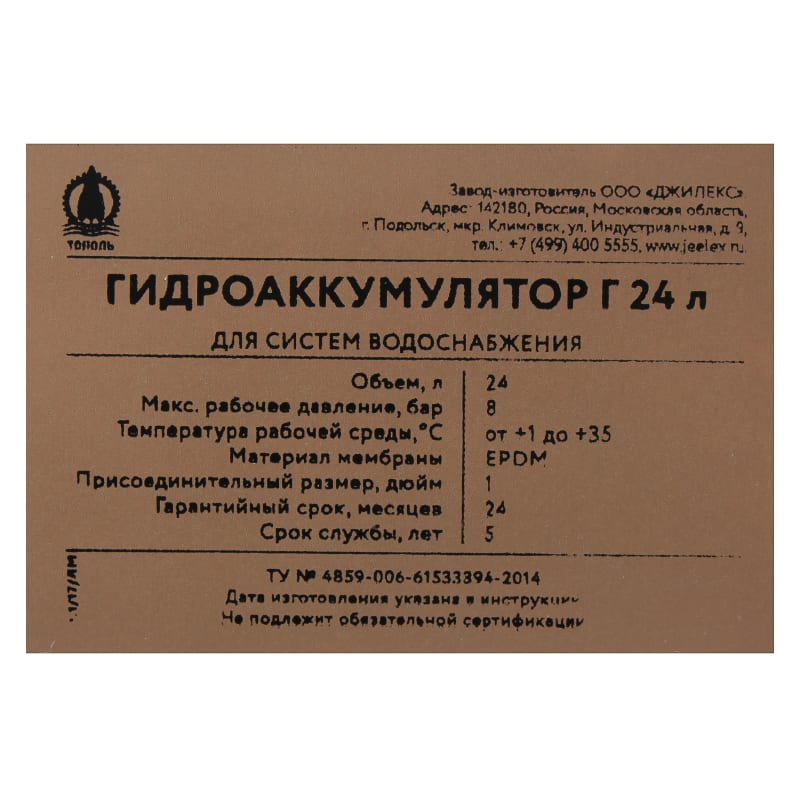 ТОПОЛЬ
Завод-изготовитель ООО «ДЖИЛЕКС».
Адрес: 142180, Россия, Московская область,
г. Подольск, мкр. Климовск, ул. Индустриальная, д. 9,
тел.: +7 (499) 400 5555, www.jeelex.ru
ГИДРОАККУМУЛЯТОР Г 24 л
ДЛЯ СИСТЕМ ВОДОСНАБЖЕНИЯ
Объем, л 24
Макс. рабочее давление, бар 8
Температура рабочей среды, °С от +1 до +35
Материал мембраны EPDM
Присоединительный размер, дюйм 1
Гарантийный срок, месяцев 24
Срок службы, лет 5
ТУ № 4859-006-61533394-2014
Дата изготовления указана в инструкции
Не подлежит обязательной сертификации